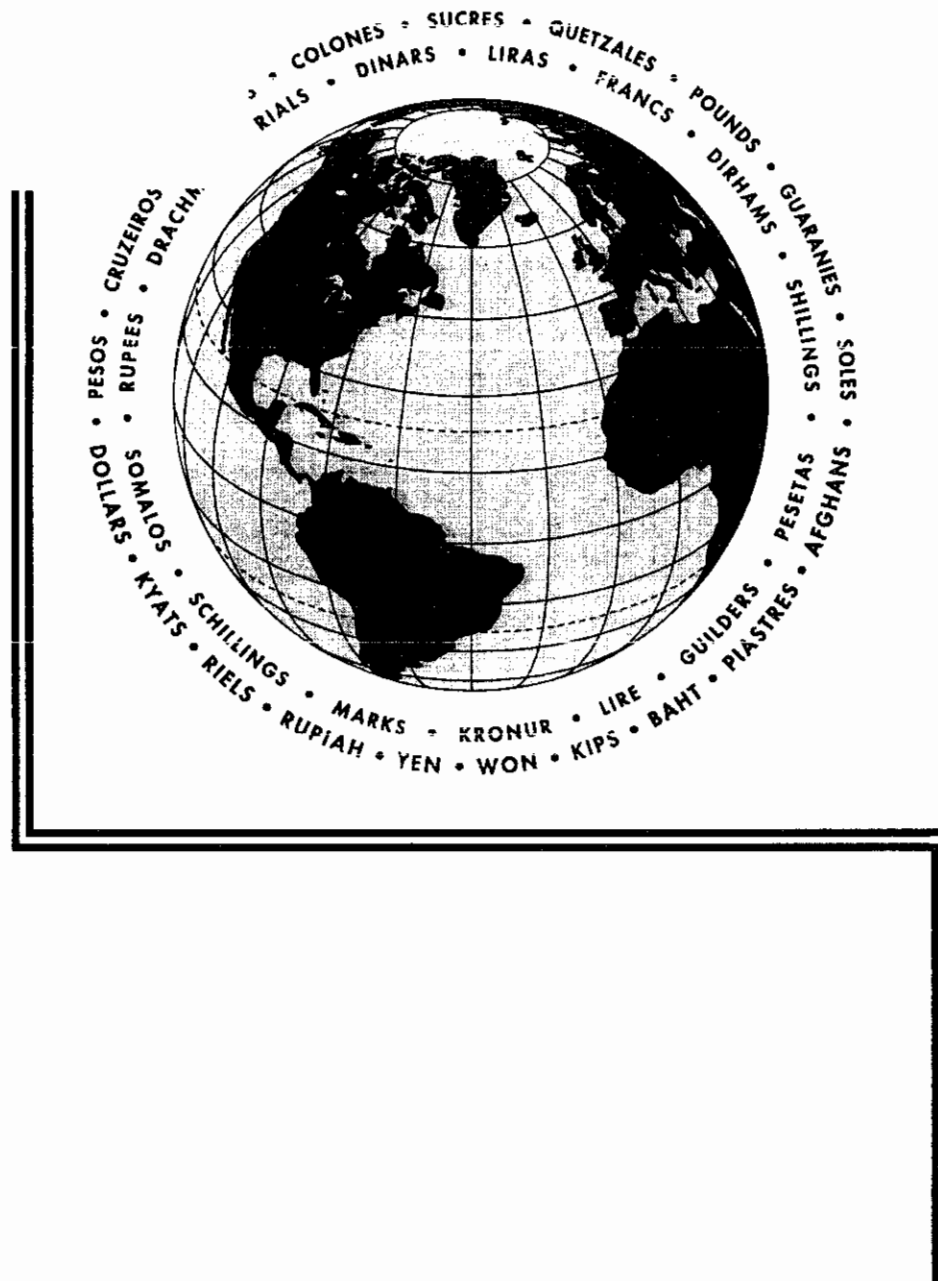 PESOS • CRUZEIROS • COLONES • SUCRES • QUETZALES • POUNDS • GUARANIES • SOLES •
RUPEES • DRACHM RIALS • DINARS • LIRAS • FRANCS • DIRHAMS • SHILLINGS •
SOMALOS • SCHILLINGS • MARKS • KRONUR • LIRE • GUILDERS • PESETAS
DOLLARS • KYATS • RIELS • RUPIAH • YEN • WON • KIPS • BAHT • PIASTRES • AFGHANS